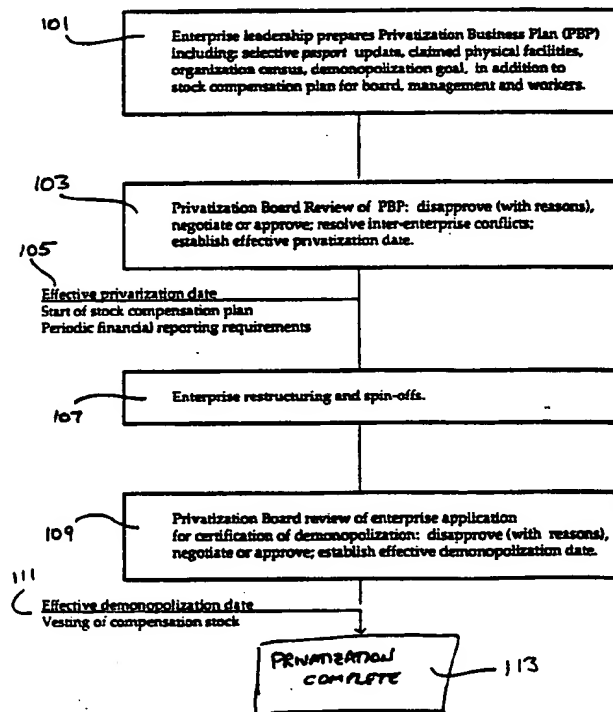 101
Enterprise leadership prepares Privatization Business Plan (PBP)
including: selective pasport update, claimed physical facilities,
organization census, demonopolization goal, in addition to
stock compensation plan for board, management and workers.
103
Privatization Board Review of PBP: disapprove (with reasons),
negotiate or approve; resolve inter-enterprise conflicts;
establish effective privatization date.
105
Effective privatization date
Start of stock compensation plan
Periodic financial reporting requirements
Enterprise restructuring and spin-offs.
107
Privatization Board review of enterprise application
for certification of demonopolization: disapprove (with reasons),
negotiate or approve; establish effective demonopolization date.
109
111
Effective demonopolization date
Vesting of compensation stock
PRIVATIZATION
COMPLETE
113